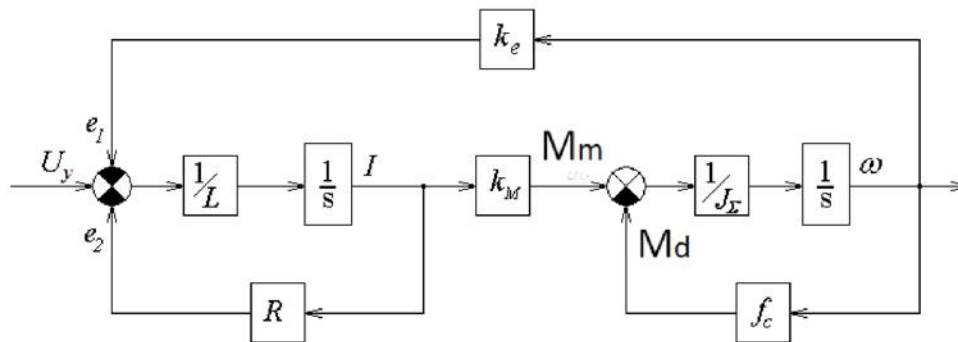 k_e
e_1
U_y
1/L
1/s
I
k_M
Mm
1/J_Σ
1/s
ω
e_2
Md
R
f_c